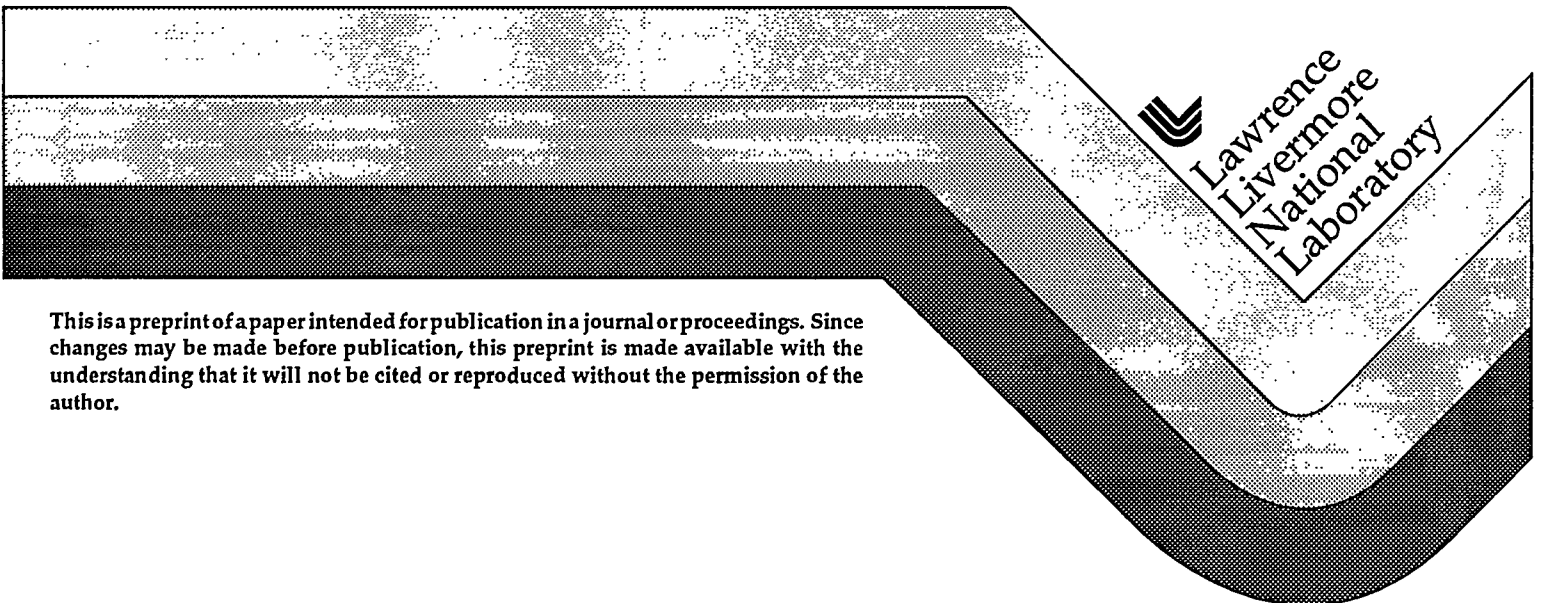 Lawrence
Livermore
National
Laboratory
This is a preprint of a paper intended for publication in a journal or proceedings. Since
changes may be made before publication, this preprint is made available with the
understanding that it will not be cited or reproduced without the permission of the
author.